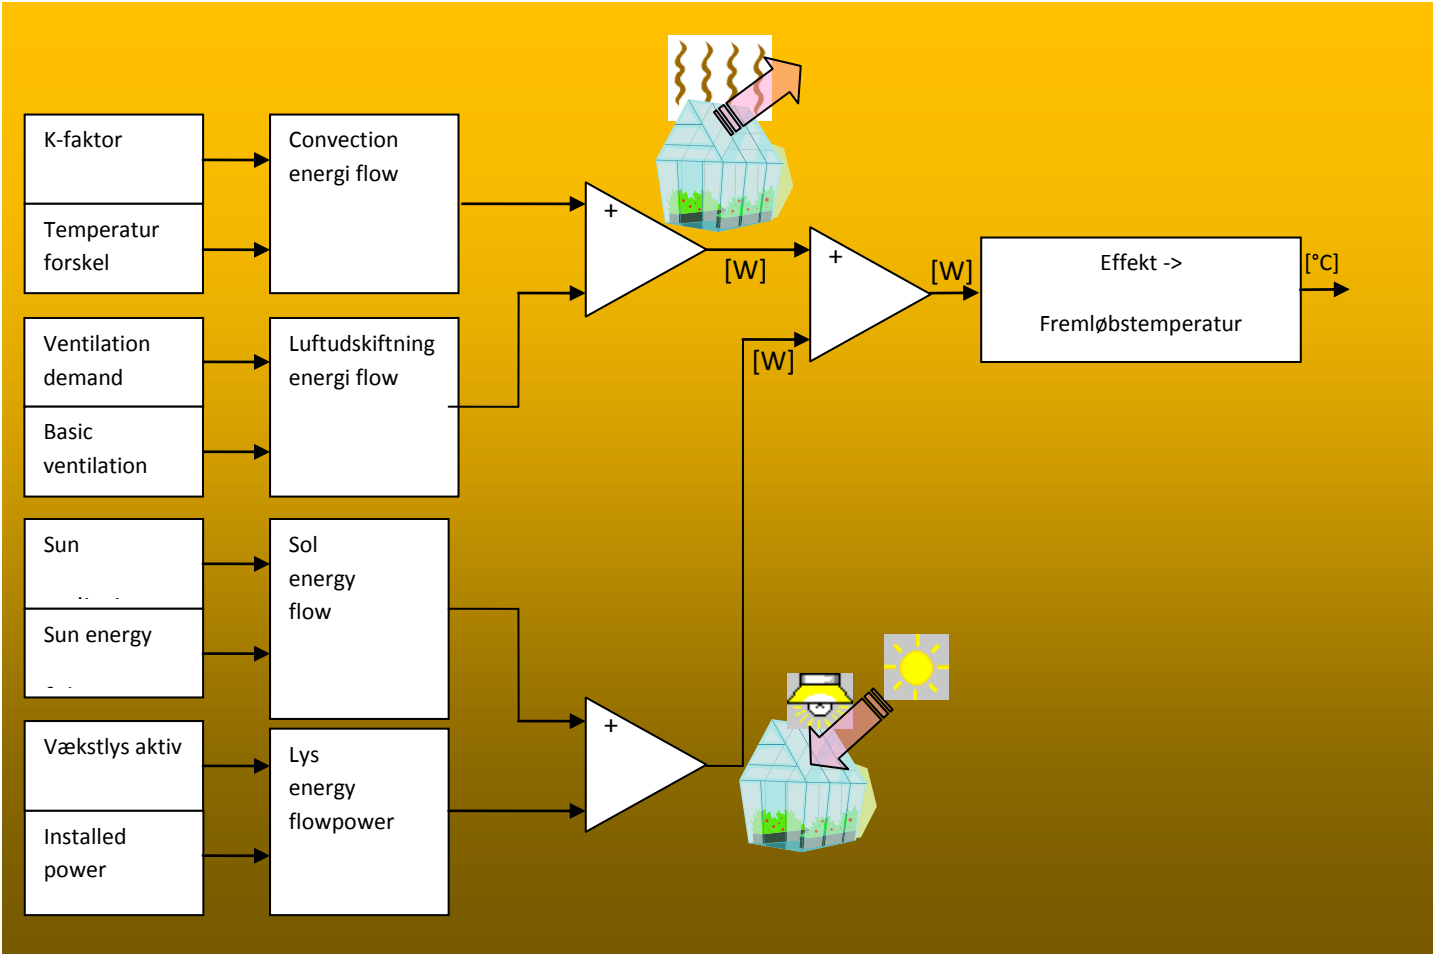 K-faktor
Temperatur
forskel
Convection
energi flow
Ventilation
demand
Basic
ventilation
Luftudskiftning
energi flow
Sun
Sun energy
Sol
energy
flow
Vækstlys aktiv
Installed
power
Lys
energy
flowpower
+
[W]
+
[W]
+
[W]
Effekt ->
Fremløbstemperatur
[°C]